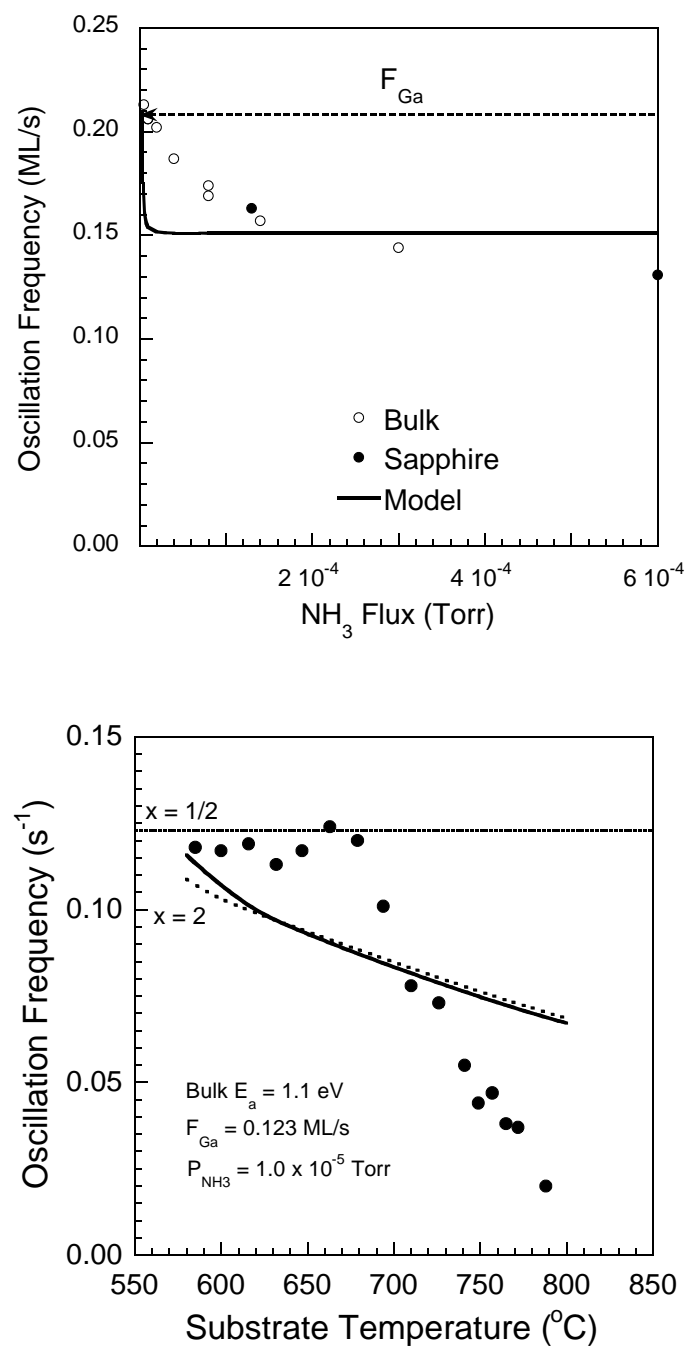 0.25
0.20
0.15
0.10
0.05
0.00
Oscillation Frequency (ML/s)
F_Ga
Bulk
Sapphire
Model
2 10^-4
4 10^-4
6 10^-4
NH_3 Flux (Torr)
0.15
0.10
0.05
0.00
Oscillation Frequency (s^-1)
x = 1/2
x = 2
Bulk E_a = 1.1 eV
F_Ga = 0.123 ML/s
P_NH3 = 1.0 x 10^-5 Torr
550 600 650 700 750 800 850
Substrate Temperature (°C)